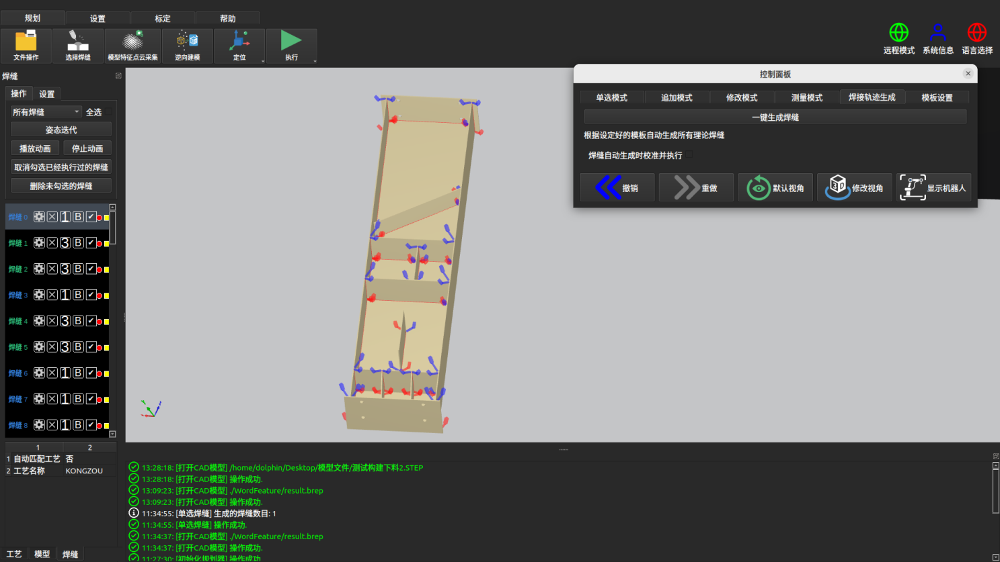 规划 设置 标定 帮助
文件操作 选择焊缝 模型特征点云采集 逆向建模 定位 执行
远程模式 系统信息 语言选择
焊缝
操作 设置
所有焊缝 全选
姿态迭代
播放动画 停止动画
取消勾选已经执行过的焊缝
删除未勾选的焊缝
焊缝 0 1 B
焊缝 1 3 B
焊缝 2 3 B
焊缝 3 1 B
焊缝 4 3 B
焊缝 5 3 B
焊缝 6 1 B
焊缝 7 1 B
焊缝 8 1 B
1 2
1 自动匹配工艺 否
2 工艺名称 KONGZOU
工艺 模型 焊缝
控制面板
单选模式 追加模式 修改模式 测量模式 焊接轨迹生成 模板设置
一键生成焊缝
根据设定好的模板自动生成所有理论焊缝
焊缝自动生成时校准并执行
撤销 重做 默认视角 3D 修改视角 显示机器人
13:28:18: [打开CAD模型] /home/dolphin/Desktop/模型文件/测试构建下料2.STEP
13:28:18: [打开CAD模型] 操作成功.
13:09:23: [打开CAD模型] ./WordFeature/result.brep
13:09:23: [打开CAD模型] 操作成功.
11:34:55: [单选焊缝] 生成的焊缝数目: 1
11:34:55: [单选焊缝] 操作成功.
11:34:37: [打开CAD模型] ./WordFeature/result.brep
11:34:37: [打开CAD模型] 操作成功.
11:27:30: [初始化规划器] 操作成功.